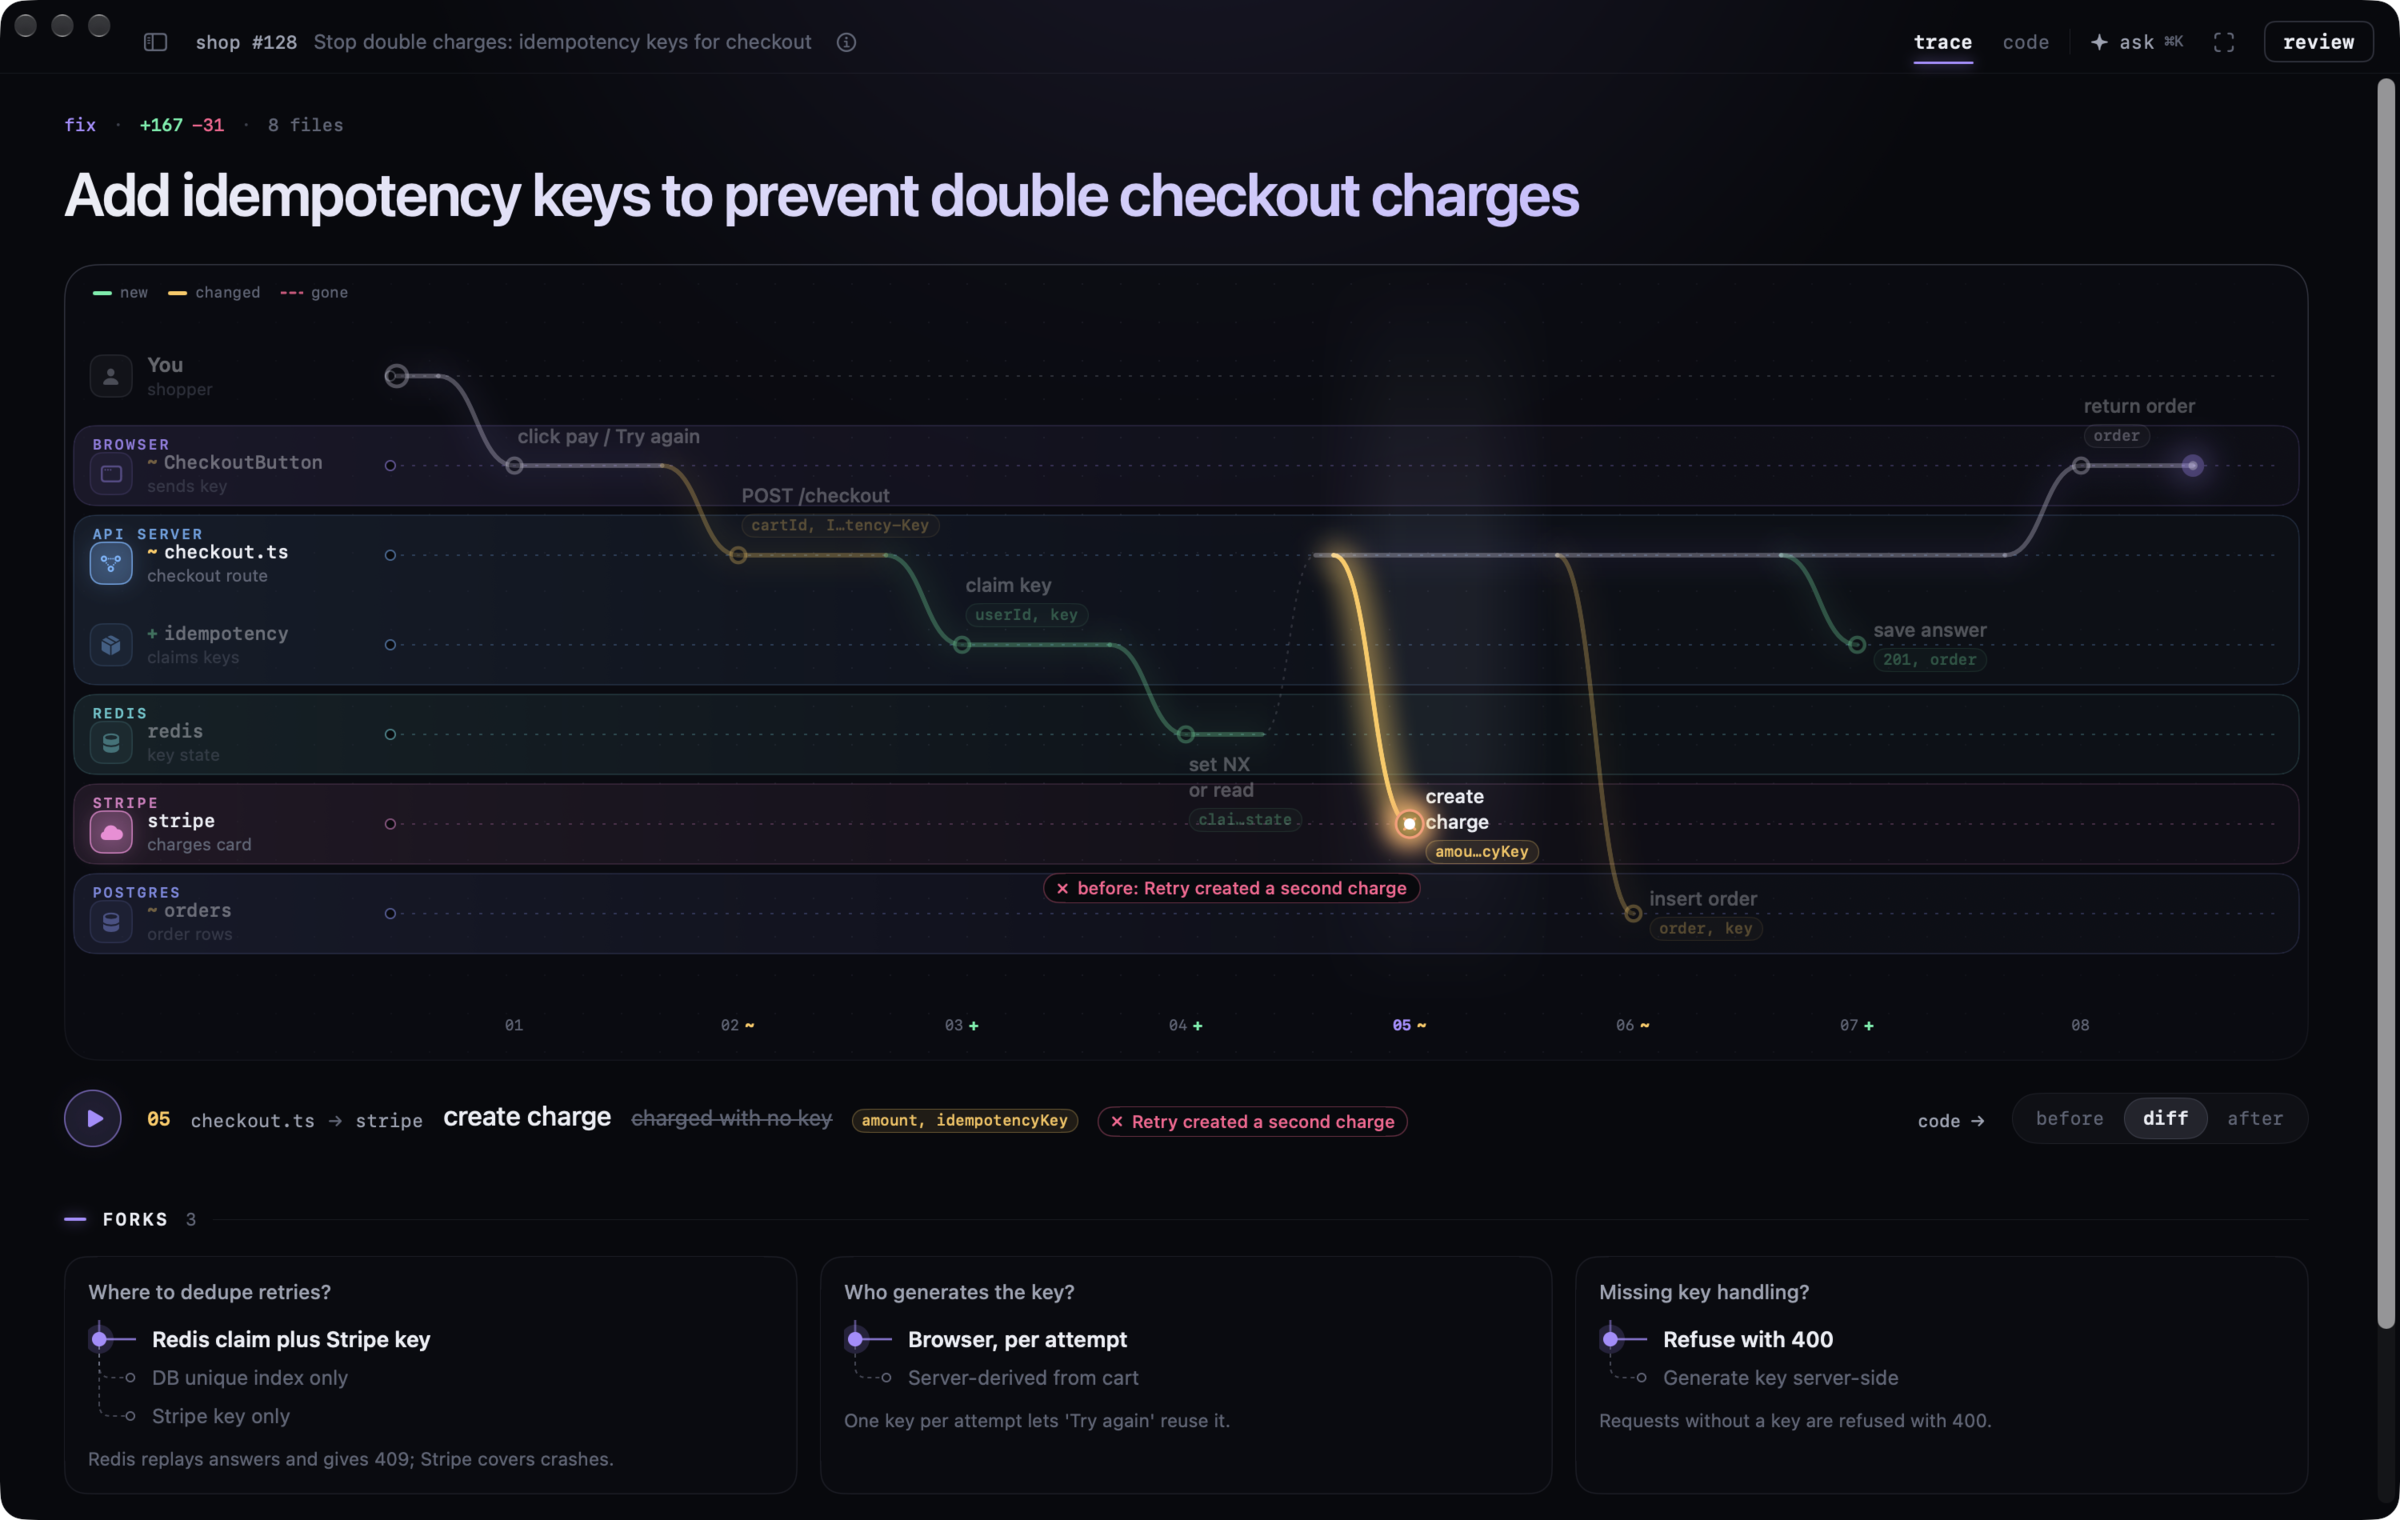 shop #128 Stop double charges: idempotency keys for checkout
trace code ask ⌘K review
fix · +167 −31 · 8 files
Add idempotency keys to prevent double checkout charges
new changed gone
You
shopper
BROWSER
~ CheckoutButton
sends key
API SERVER
~ checkout.ts
checkout route
+ idempotency
claims keys
REDIS
redis
key state
STRIPE
stripe
charges card
POSTGRES
~ orders
order rows
click pay / Try again
POST /checkout
cartId, I…tency-Key
claim key
userId, key
set NX
or read
clai…state
create
charge
amou…cyKey
× before: Retry created a second charge
insert order
order, key
save answer
201, order
return order
order
01 02 ~ 03 + 04 + 05 ~ 06 ~ 07 + 08
05 checkout.ts → stripe create charge charged with no key amount, idempotencyKey × Retry created a second charge
code → before diff after
FORKS 3
Where to dedupe retries?
Redis claim plus Stripe key
DB unique index only
Stripe key only
Redis replays answers and gives 409; Stripe covers crashes.
Who generates the key?
Browser, per attempt
Server-derived from cart
One key per attempt lets 'Try again' reuse it.
Missing key handling?
Refuse with 400
Generate key server-side
Requests without a key are refused with 400.